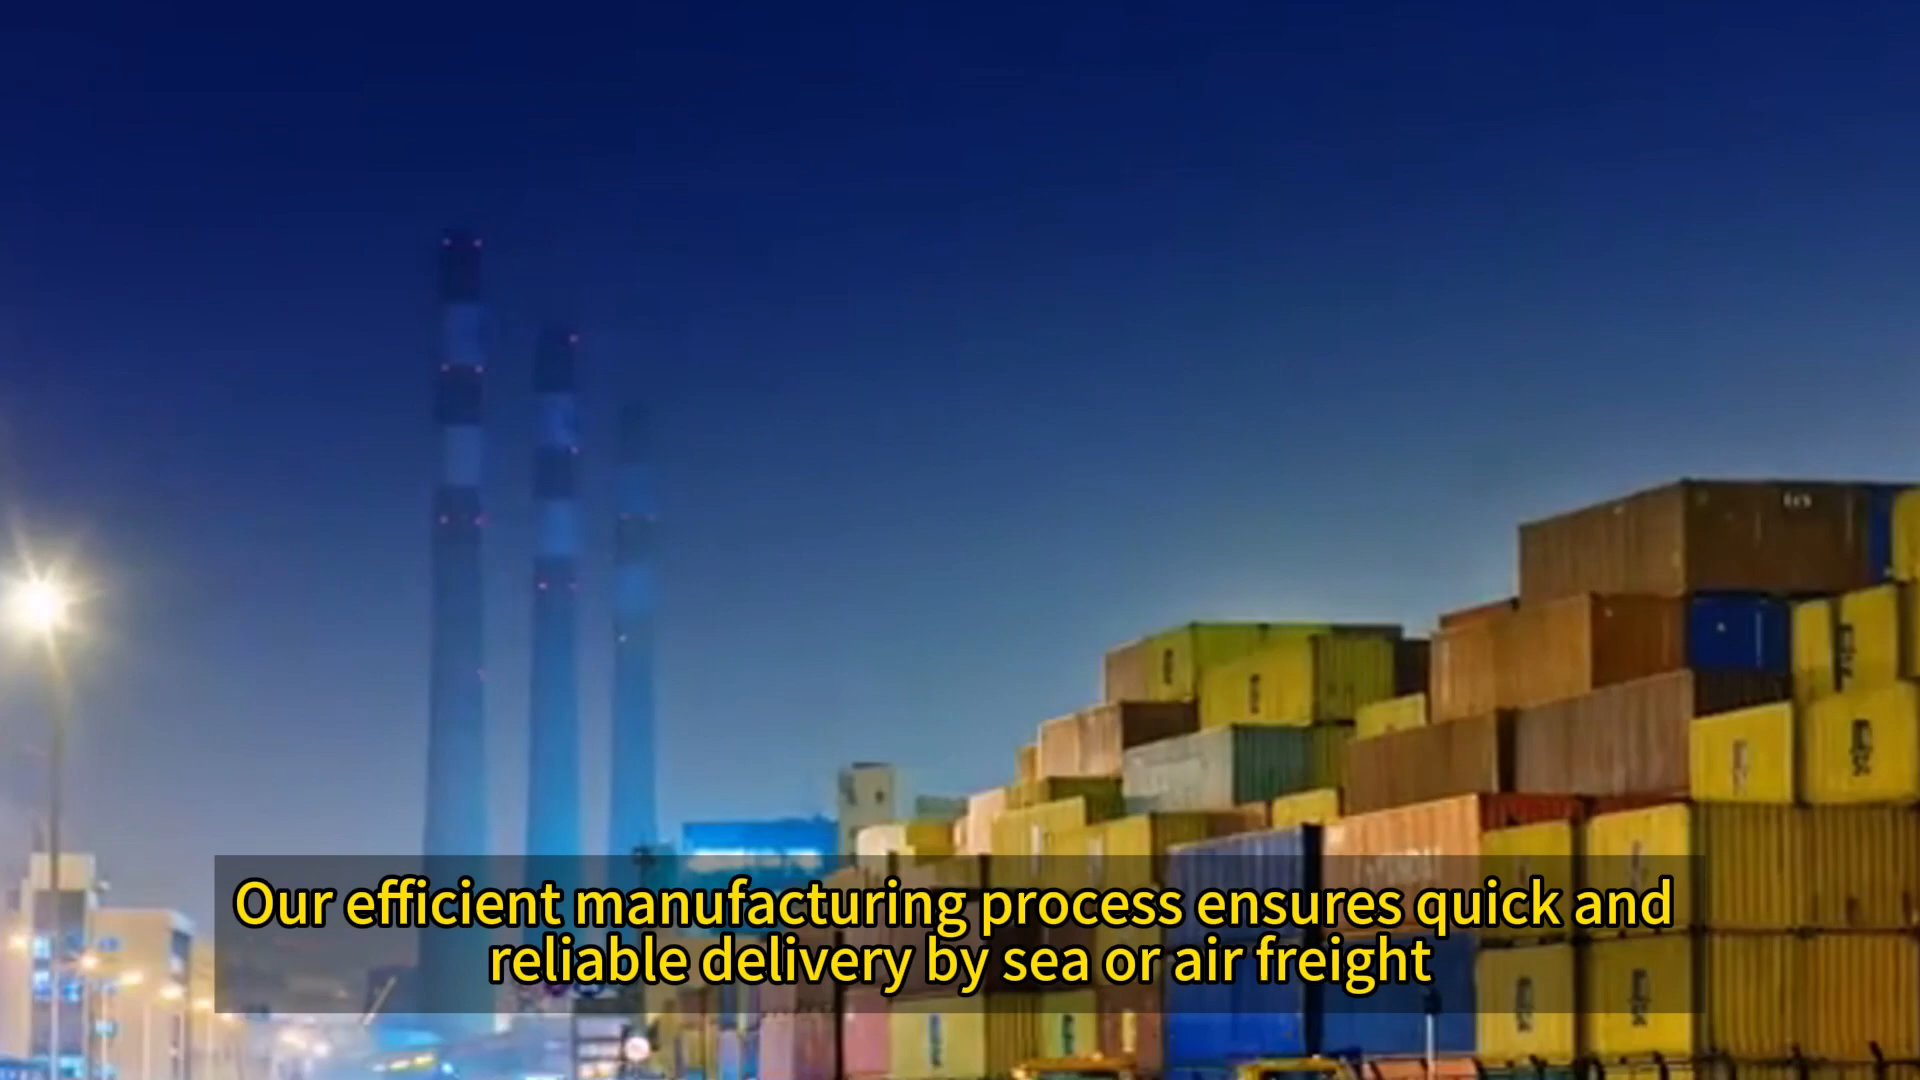 Our efficient manufacturing process ensures quick and
reliable delivery by sea or air freight